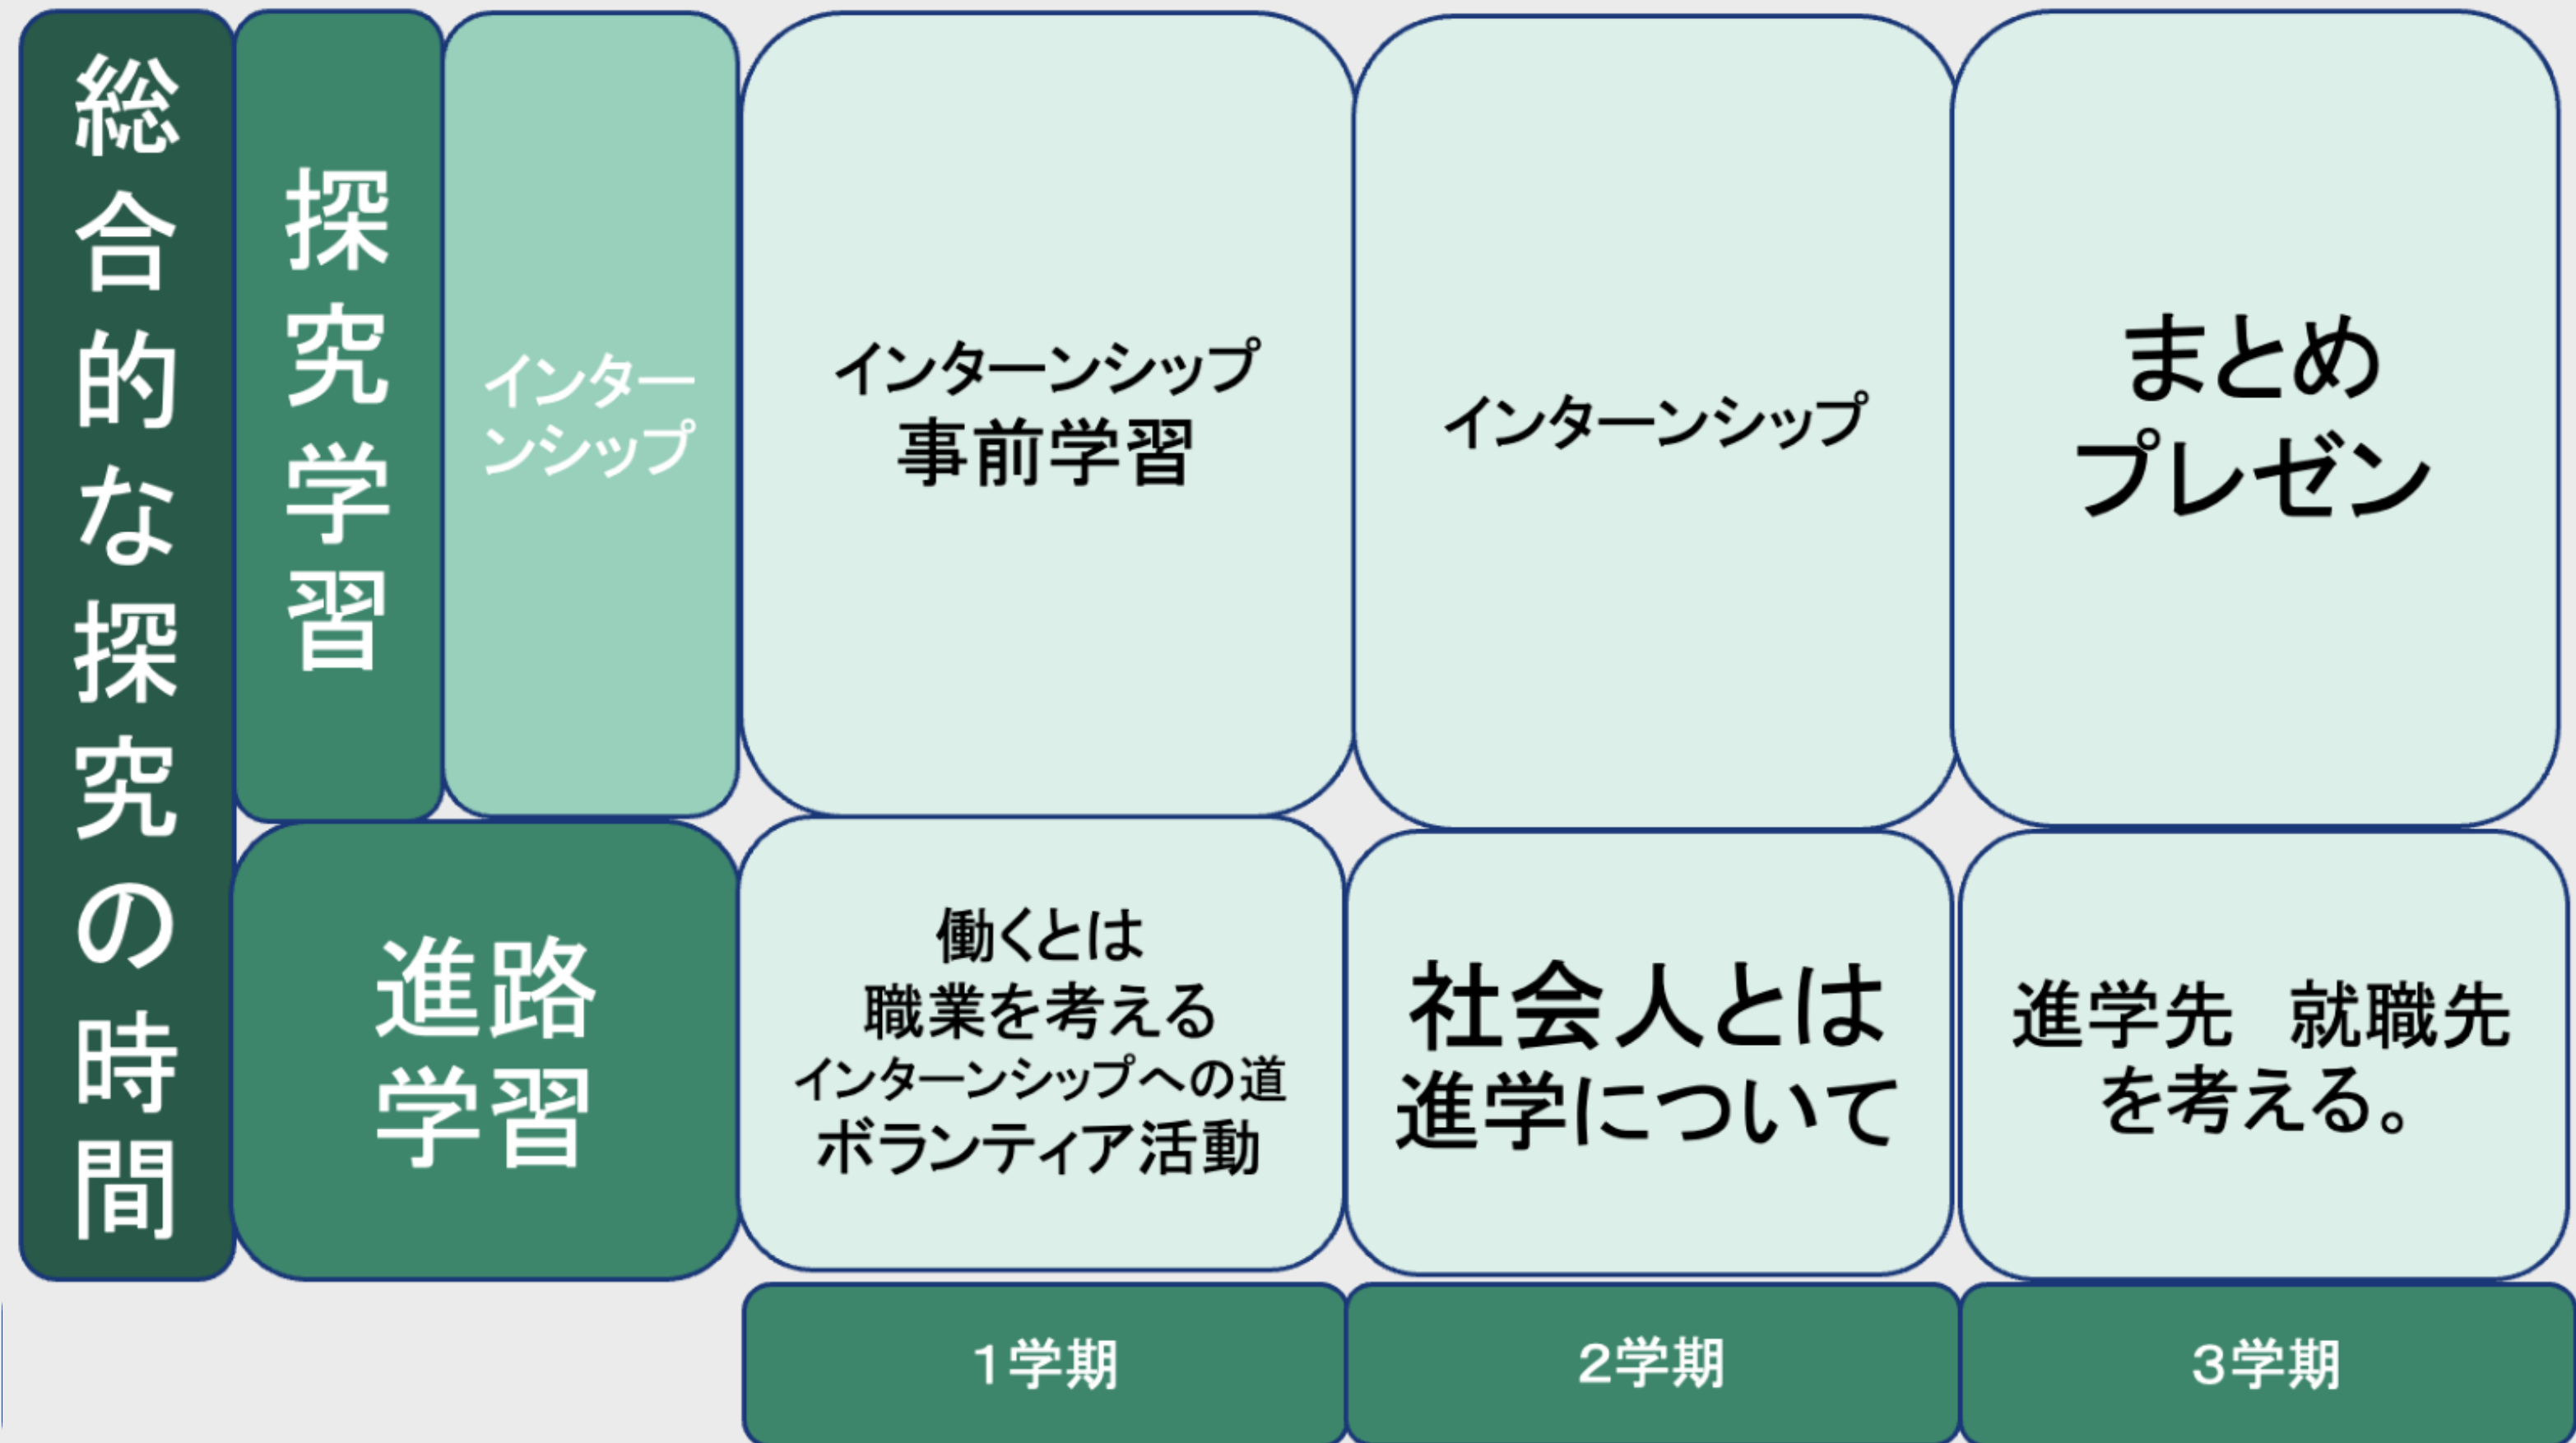 総合的な探究の時間
探究学習
インター
ンシップ
インターンシップ
事前学習
インターンシップ
まとめ
プレゼン
進路
学習
働くとは
職業を考える
インターンシップへの道
ボランティア活動
社会人とは
進学について
進学先　就職先
を考える。
1学期
2学期
3学期